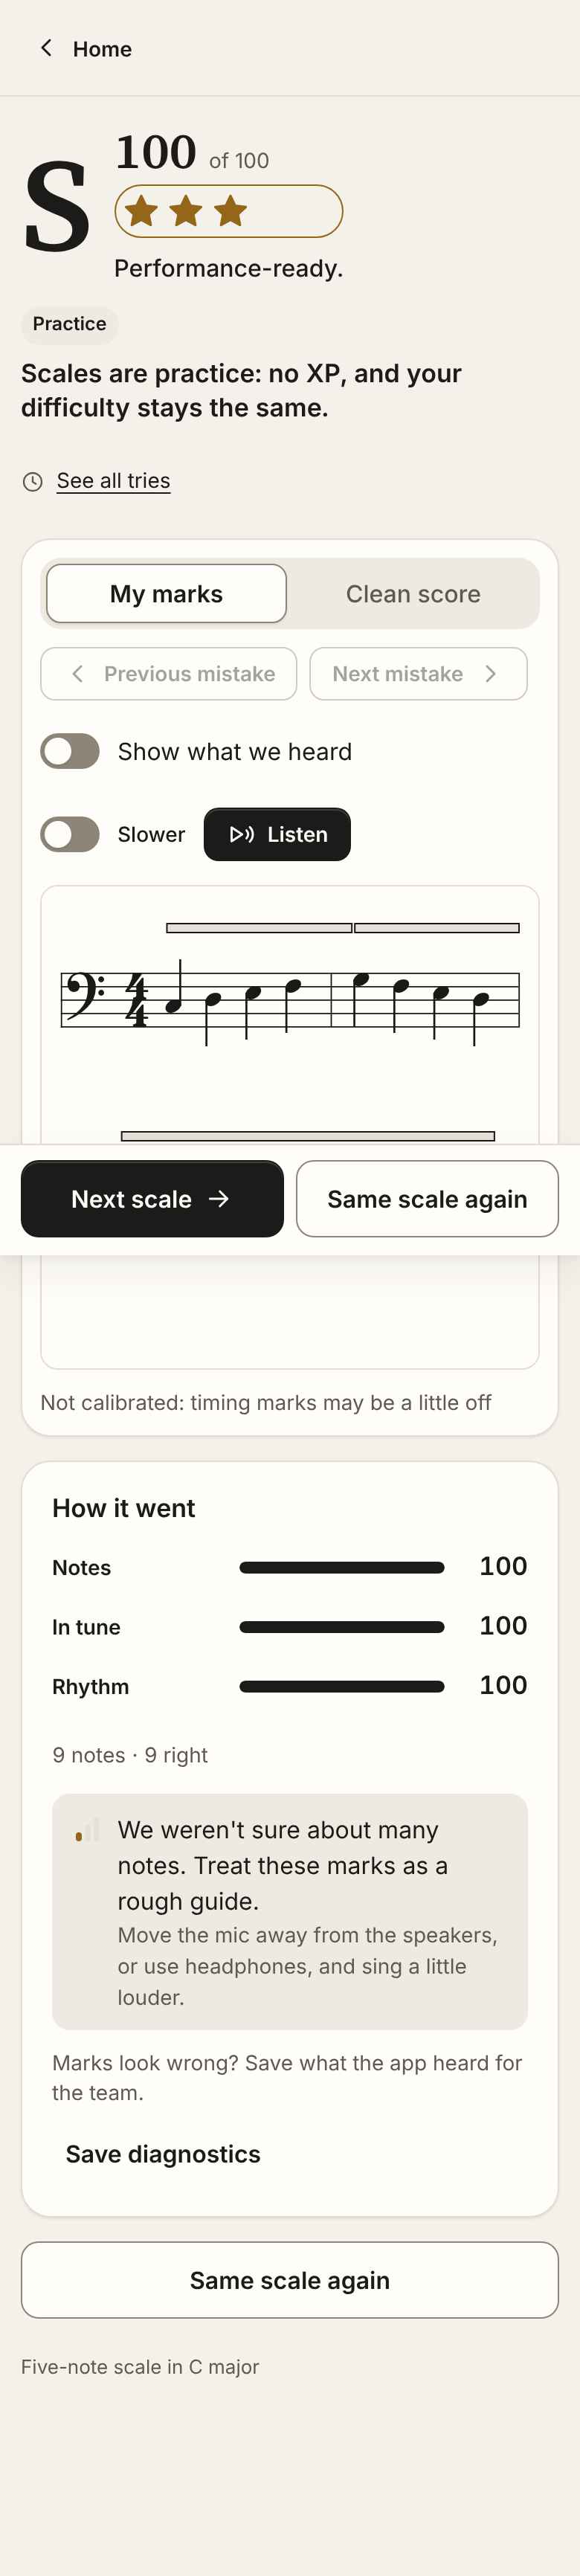 Home
S
100 of 100
Performance-ready.
Practice
Scales are practice: no XP, and your
difficulty stays the same.
See all tries
My marks
Clean score
Previous mistake
Next mistake
Show what we heard
Slower
Listen
4
4
Next scale
Same scale again
Not calibrated: timing marks may be a little off
How it went
Notes 100
In tune 100
Rhythm 100
9 notes · 9 right
We weren't sure about many
notes. Treat these marks as a
rough guide.
Move the mic away from the speakers,
or use headphones, and sing a little
louder.
Marks look wrong? Save what the app heard for
the team.
Save diagnostics
Same scale again
Five-note scale in C major